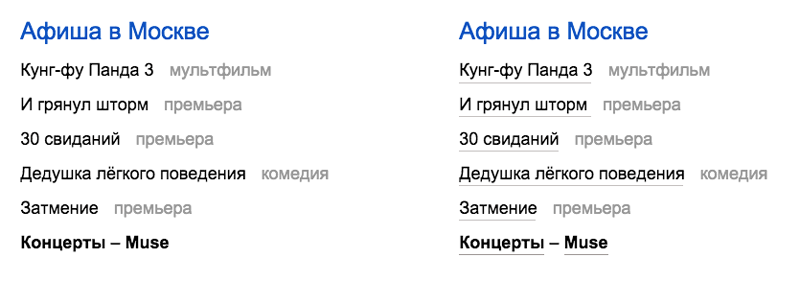 Афиша в Москве
Кунг-фу Панда 3 мультфильм
И грянул шторм премьера
30 свиданий премьера
Дедушка лёгкого поведения комедия
Затмение премьера
Концерты – Muse
Афиша в Москве
Кунг-фу Панда 3 мультфильм
И грянул шторм премьера
30 свиданий премьера
Дедушка лёгкого поведения комедия
Затмение премьера
Концерты – Muse